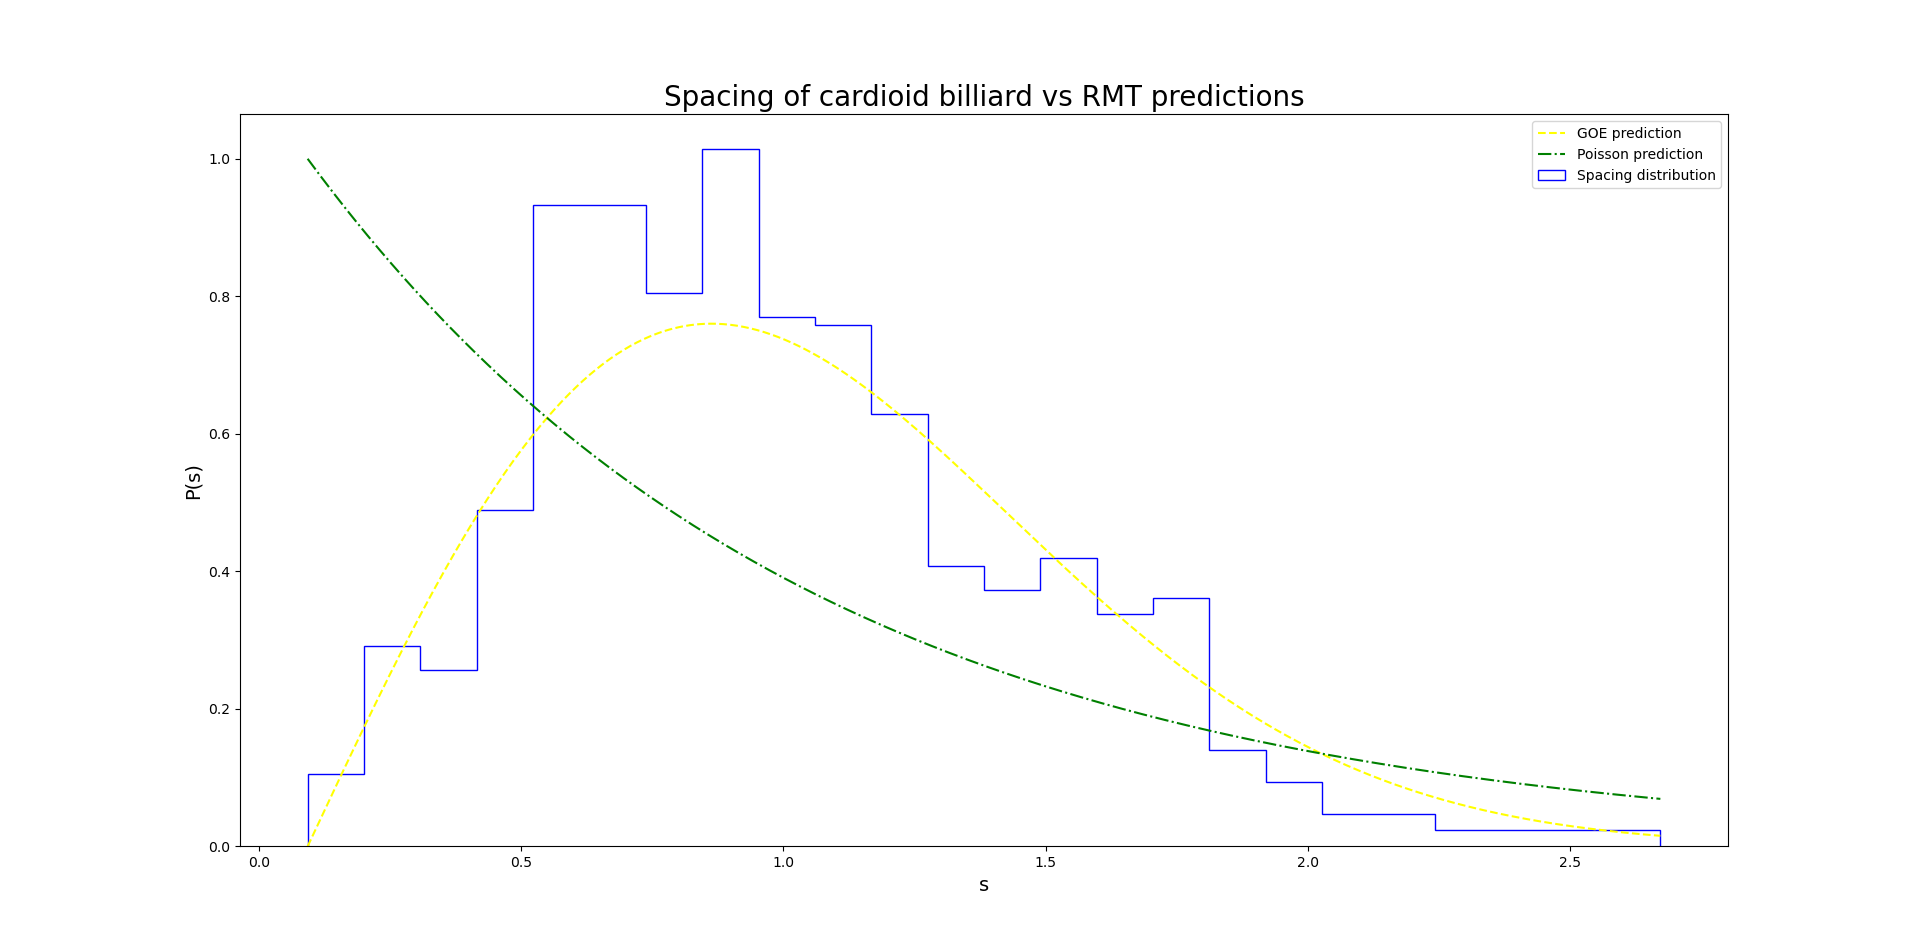 Spacing of cardioid billiard vs RMT predictions
GOE prediction
Poisson prediction
Spacing distribution
1.0
0.8
0.6
0.4
0.2
0.0
P(s)
0.0 0.5 1.0 1.5 2.0 2.5
s